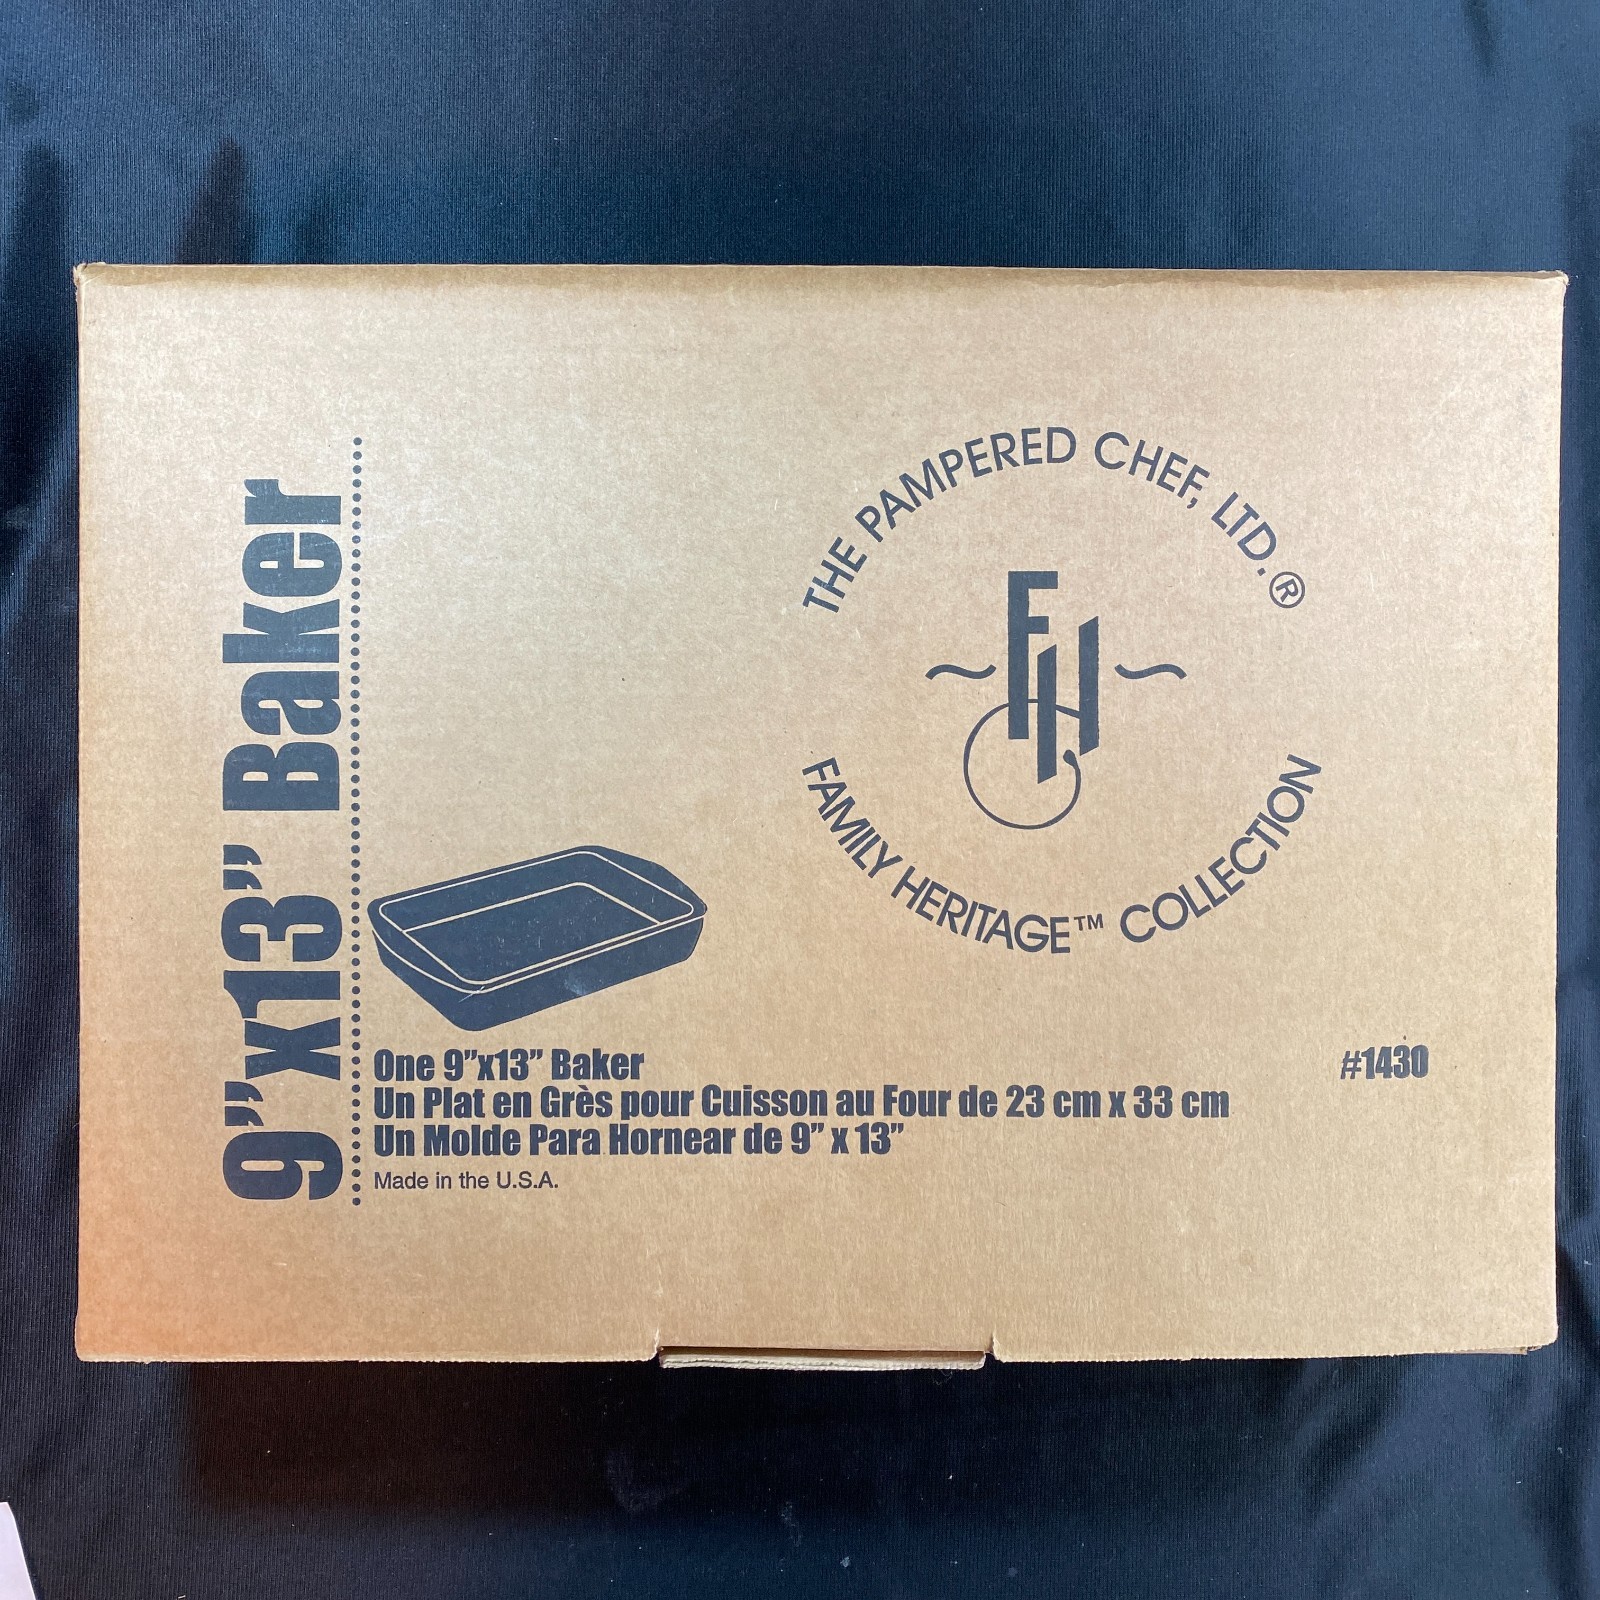 9”x13” Baker
THE PAMPERED CHEF, LTD.®
FH
FAMILY HERITAGE™ COLLECTION
One 9”x13” Baker
#1430
Un Plat en Grès pour Cuisson au Four de 23 cm x 33 cm
Un Molde Para Hornear de 9” x 13”
Made in the U.S.A.